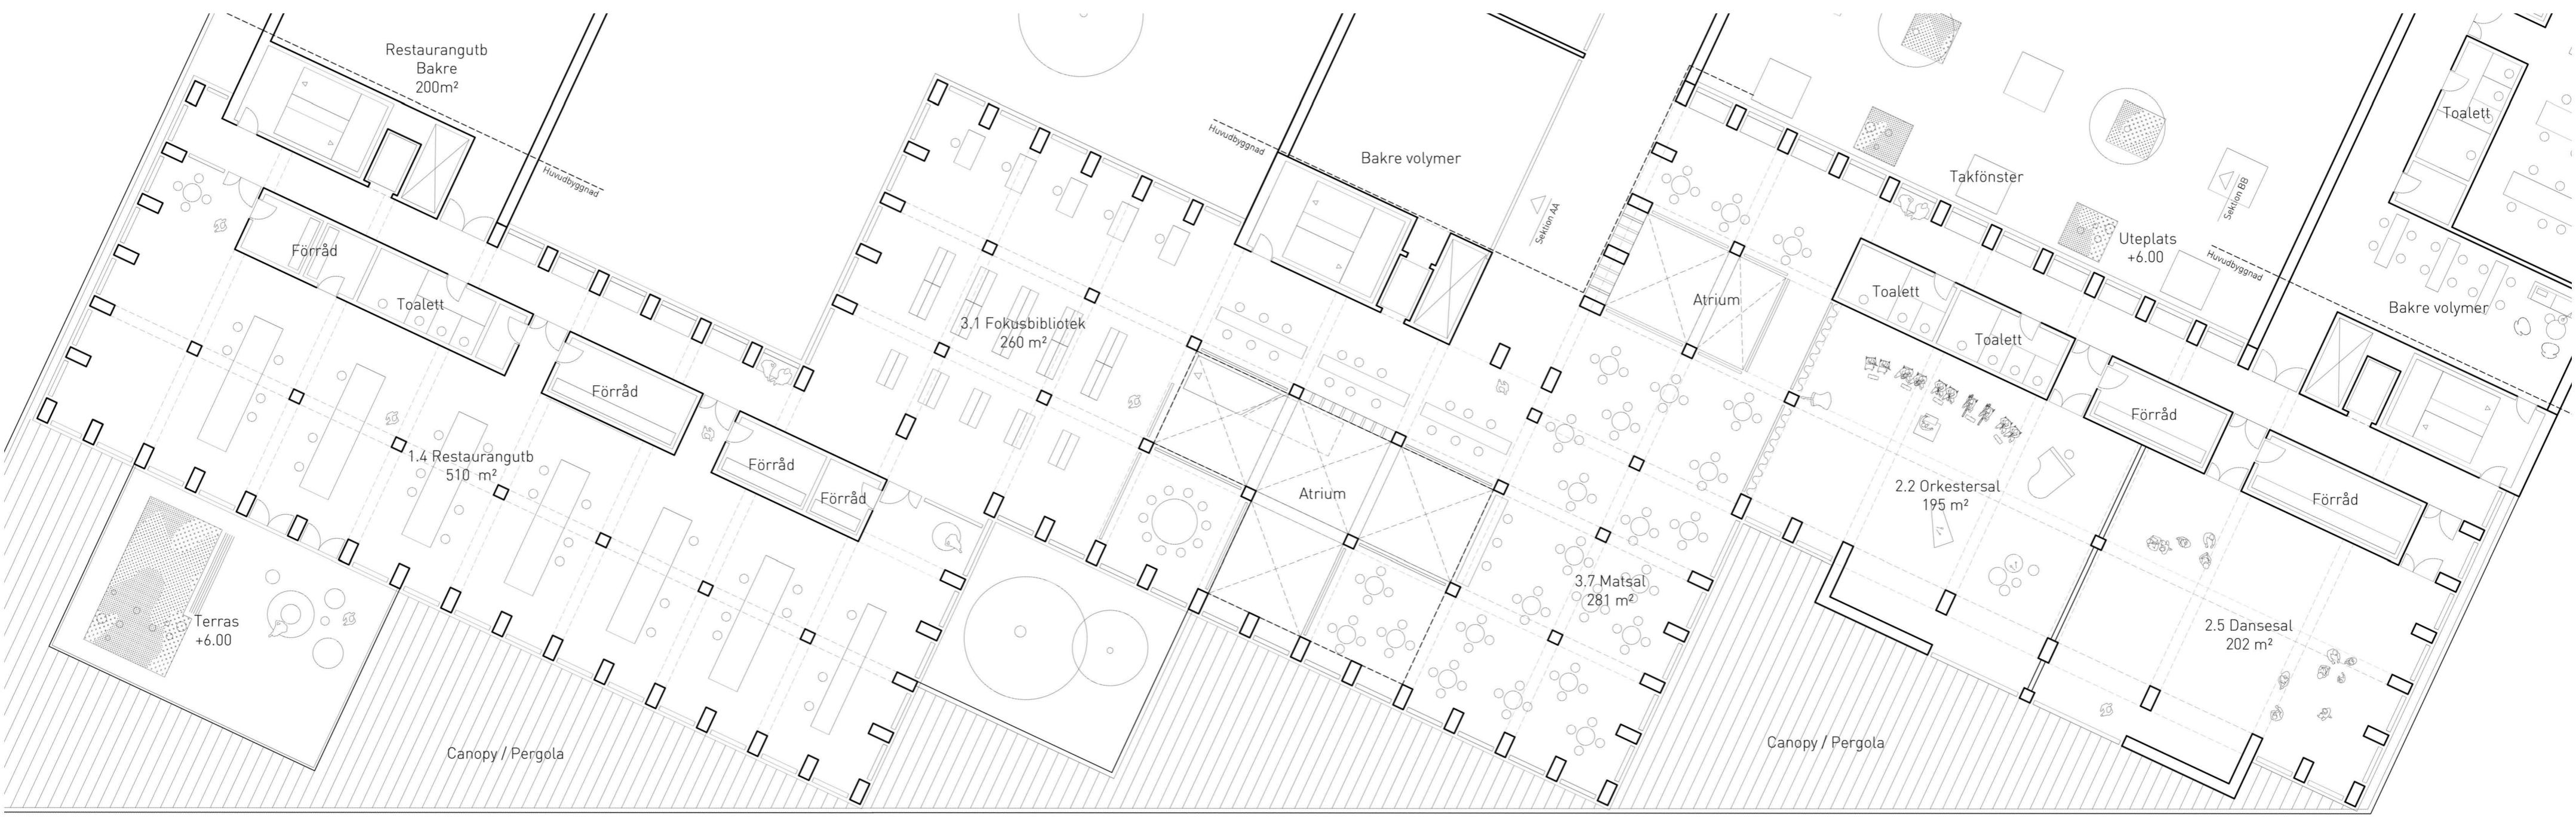 Restaurangutb
Bakre
200m²
Huvudbyggnad
Förråd
Toalett
Förråd
Förråd
Förråd
1.4 Restaurangutb
510 m²
Terras
+6.00
Canopy / Pergola
3.1 Fokusbibliotek
260 m²
Huvudbyggnad
Bakre volymer
Sektion AA
Atrium
Atrium
3.7 Matsal
281 m²
Takfönster
Uteplats
+6.00
Sektion BB
Huvudbyggnad
Toalett
Bakre volymer
Toalett
Toalett
Förråd
Förråd
2.2 Orkestersal
195 m²
2.5 Dansesal
202 m²
Canopy / Pergola